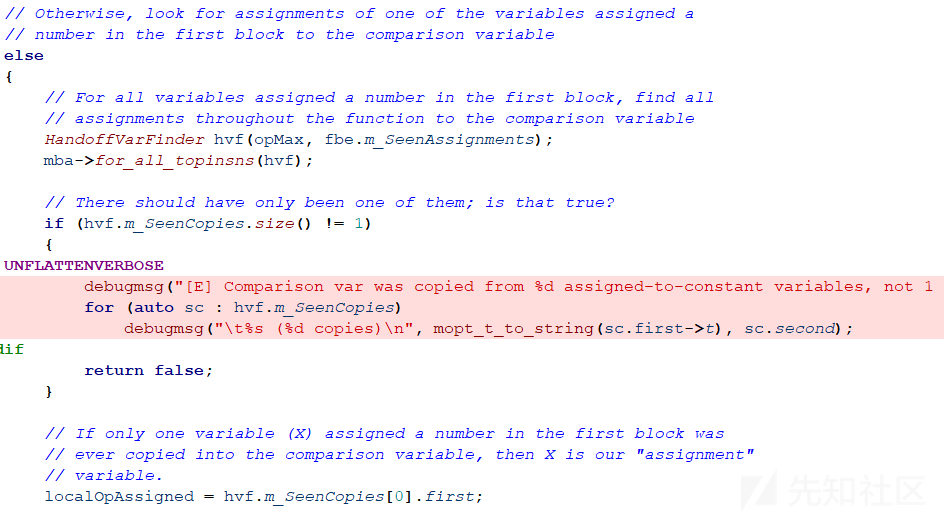 // Otherwise, look for assignments of one of the variables assigned a
// number in the first block to the comparison variable
else
{
    // For all variables assigned a number in the first block, find all
    // assignments throughout the function to the comparison variable
    HandoffVarFinder hvf(opMax, fbe.m_SeenAssignments);
    mba->for_all_topinsns(hvf);

    // There should have only been one of them; is that true?
    if (hvf.m_SeenCopies.size() != 1)
    {
UNFLATTENVERBOSE
        debugmsg("[E] Comparison var was copied from %d assigned-to-constant variables, not 1
        for (auto sc : hvf.m_SeenCopies)
            debugmsg("\t%s (%d copies)\n", mopt_t_to_string(sc.first->t), sc.second);
dif
        return false;
    }

    // If only one variable (X) assigned a number in the first block was
    // ever copied into the comparison variable, then X is our "assignment"
    // variable.
    localOpAssigned = hvf.m_SeenCopies[0].first;
先知社区